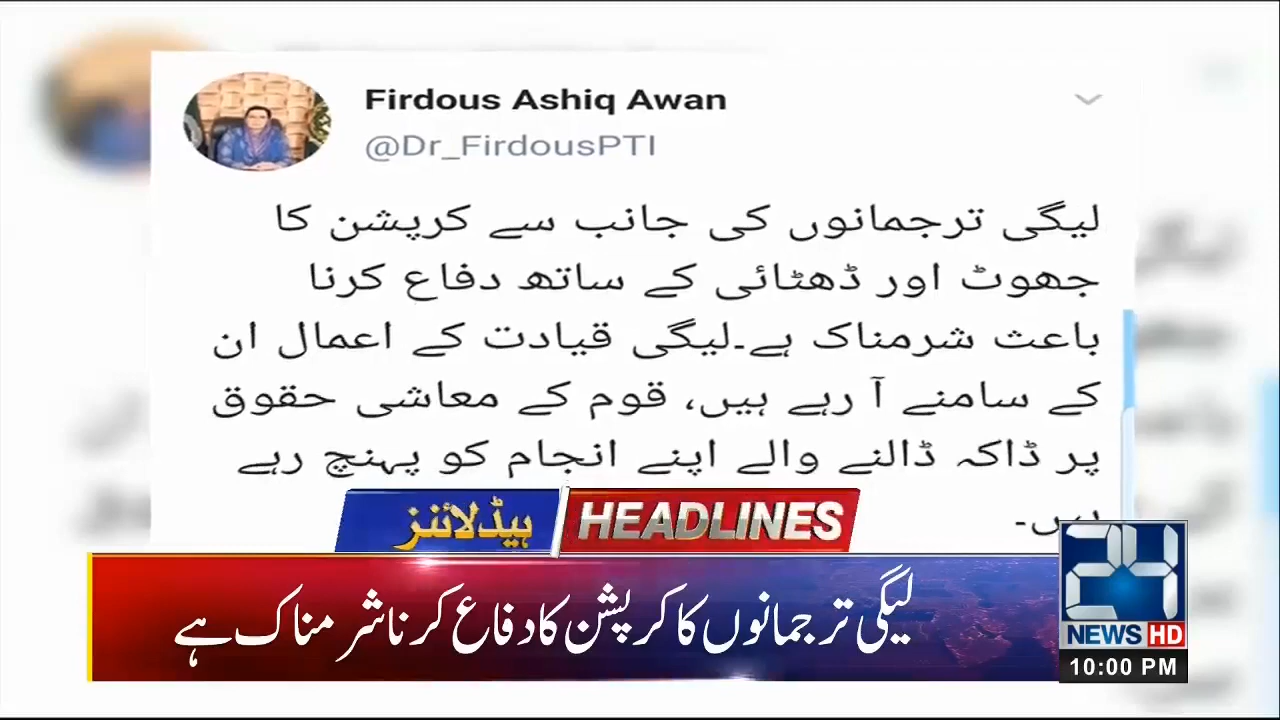 Firdous Ashiq Awan
@Dr_FirdousPTI
لیگی ترجمانوں کی جانب سے کرپشن کا
جھوٹ اور ڈھٹائی کے ساتھ دفاع کرنا
باعث شرمناک ہے۔لیگی قیادت کے اعمال ان
کے سامنے آ رہے ہیں، قوم کے معاشی حقوق
پر ڈاکہ ڈالنے والے اپنے انجام کو پہنچ رہے
ہیں۔
ہیڈلائنز HEADLINES
لیگی ترجمانوں کا کرپشن کا دفاع کرنا شرمناک ہے
24
NEWS HD
10:00 PM